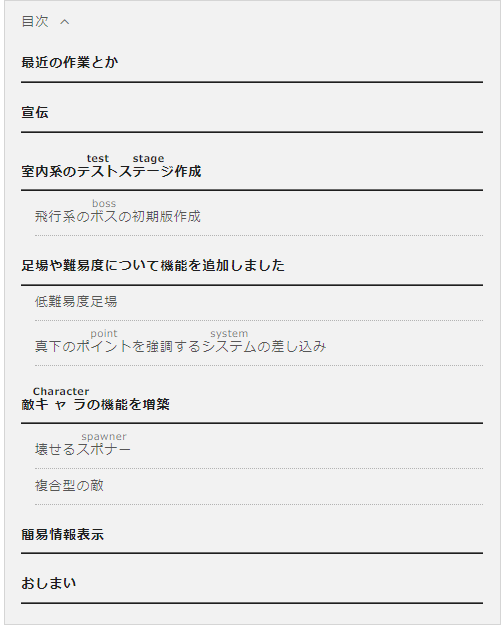 目次
最近の作業とか
宣伝
test stage
室内系のテストステージ作成
boss
飛行系のボスの初期版作成
足場や難易度について機能を追加しました
低難易度足場
point system
真下のポイントを強調するシステムの差し込み
Character
敵キャラの機能を増築
spawner
壊せるスポナー
複合型の敵
簡易情報表示
おしまい